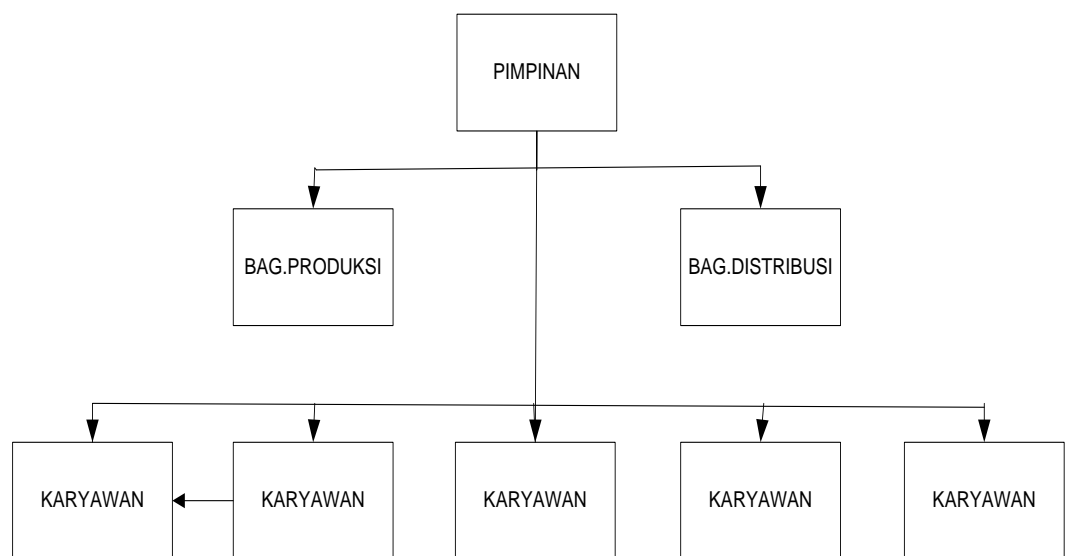 PIMPINAN
BAG.PRODUKSI
BAG.DISTRIBUSI
KARYAWAN
KARYAWAN
KARYAWAN
KARYAWAN
KARYAWAN